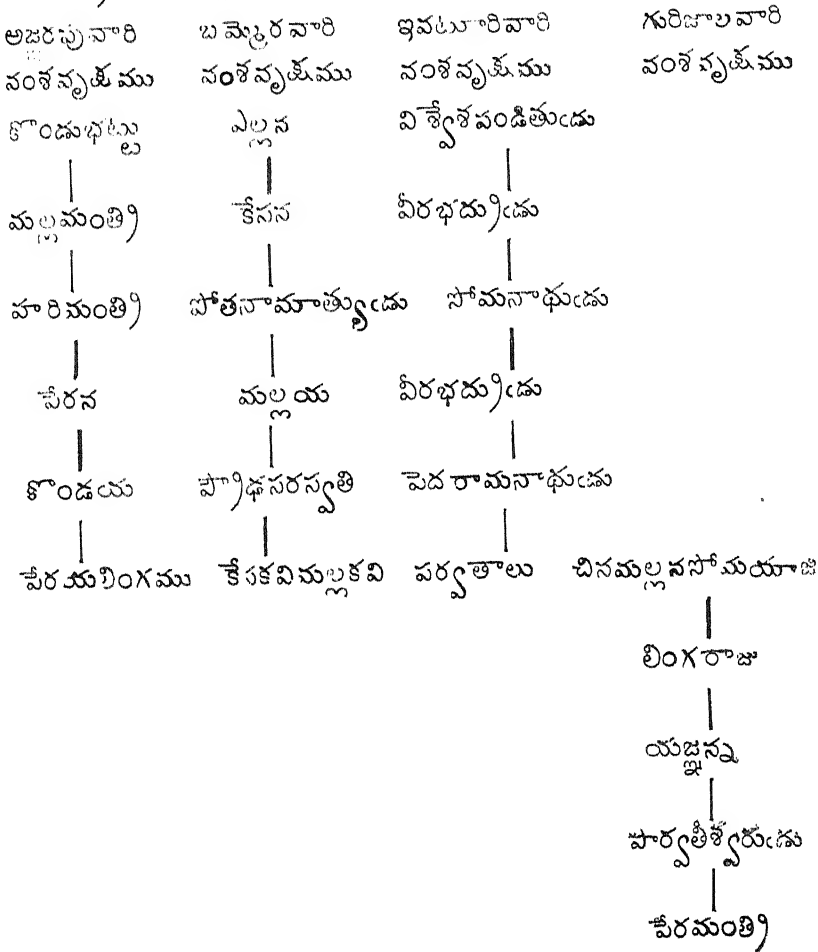 అజ్జరపువారి
వంశవృక్షము
కొండుభట్టు
మల్లమంత్రి
హరిమంత్రి
పేరన
కొండయ
పేరయలింగము
బమ్మెరవారి
వంశవృక్షము
ఎల్లన
కేసన
పోతనామాత్యుఁడు
మల్లయ
ప్రౌఢసరస్వతి
కేసకవిమల్లకవి
ఇవటూరివారి
వంశవృక్షము
విశ్వేశపండితుఁడు
వీరభద్రుఁడు
సోమనాథుఁడు
వీరభద్రుఁడు
పెదరామనాథుఁడు
పర్వతాలు
గురిజాలవారి
వంశవృక్షము
చినమల్లనసోమయాజి
లింగరాజు
యజ్ఞన్న
పార్వతీశ్వరుఁడు
పేరమంత్రి